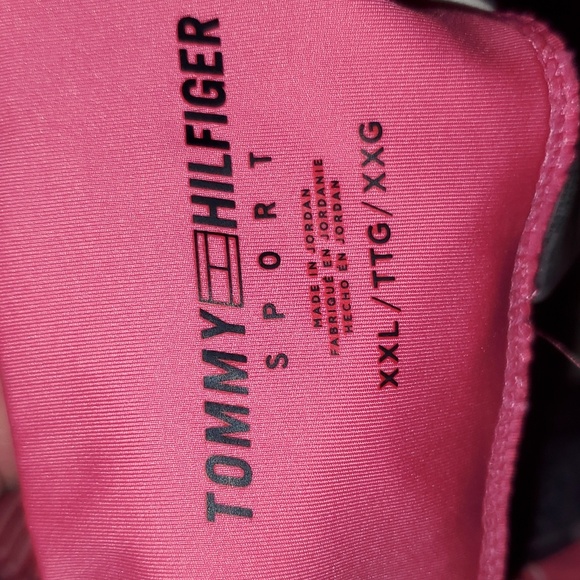 TOMMY HILFIGER
SPORT
MADE IN JORDAN
FABRIQUÉ EN JORDANIE
HECHO EN JORDAN
XXL/TTG/XXG